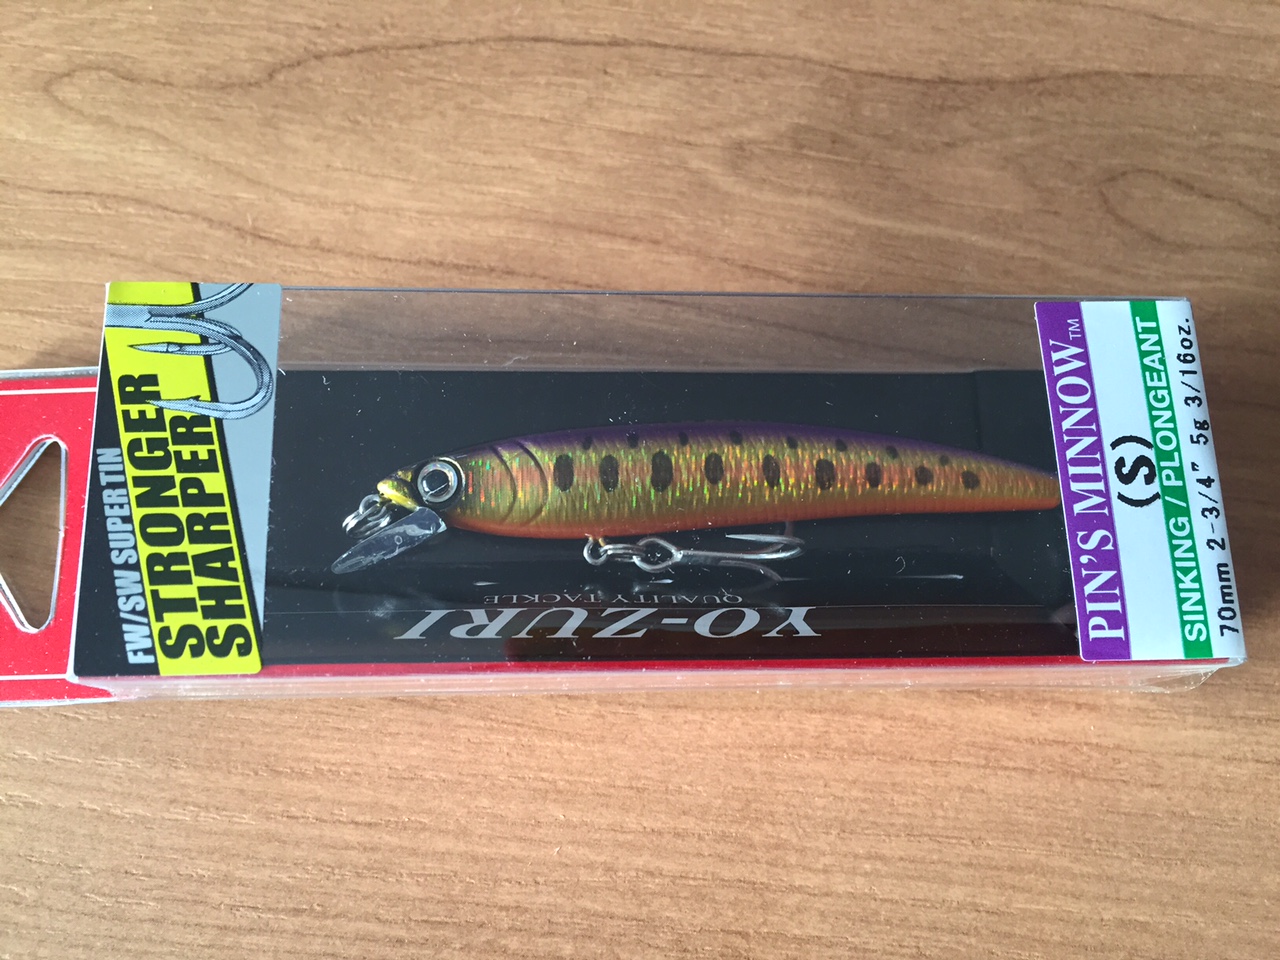 FW/SW SUPER TIN
STRONGER
SHARPER
YO-ZURI
QUALITY TACKLE
PIN'S MINNOW™
(S)
SINKING / PLONGEANT
70mm 2-3/4" 5g 3/16oz.